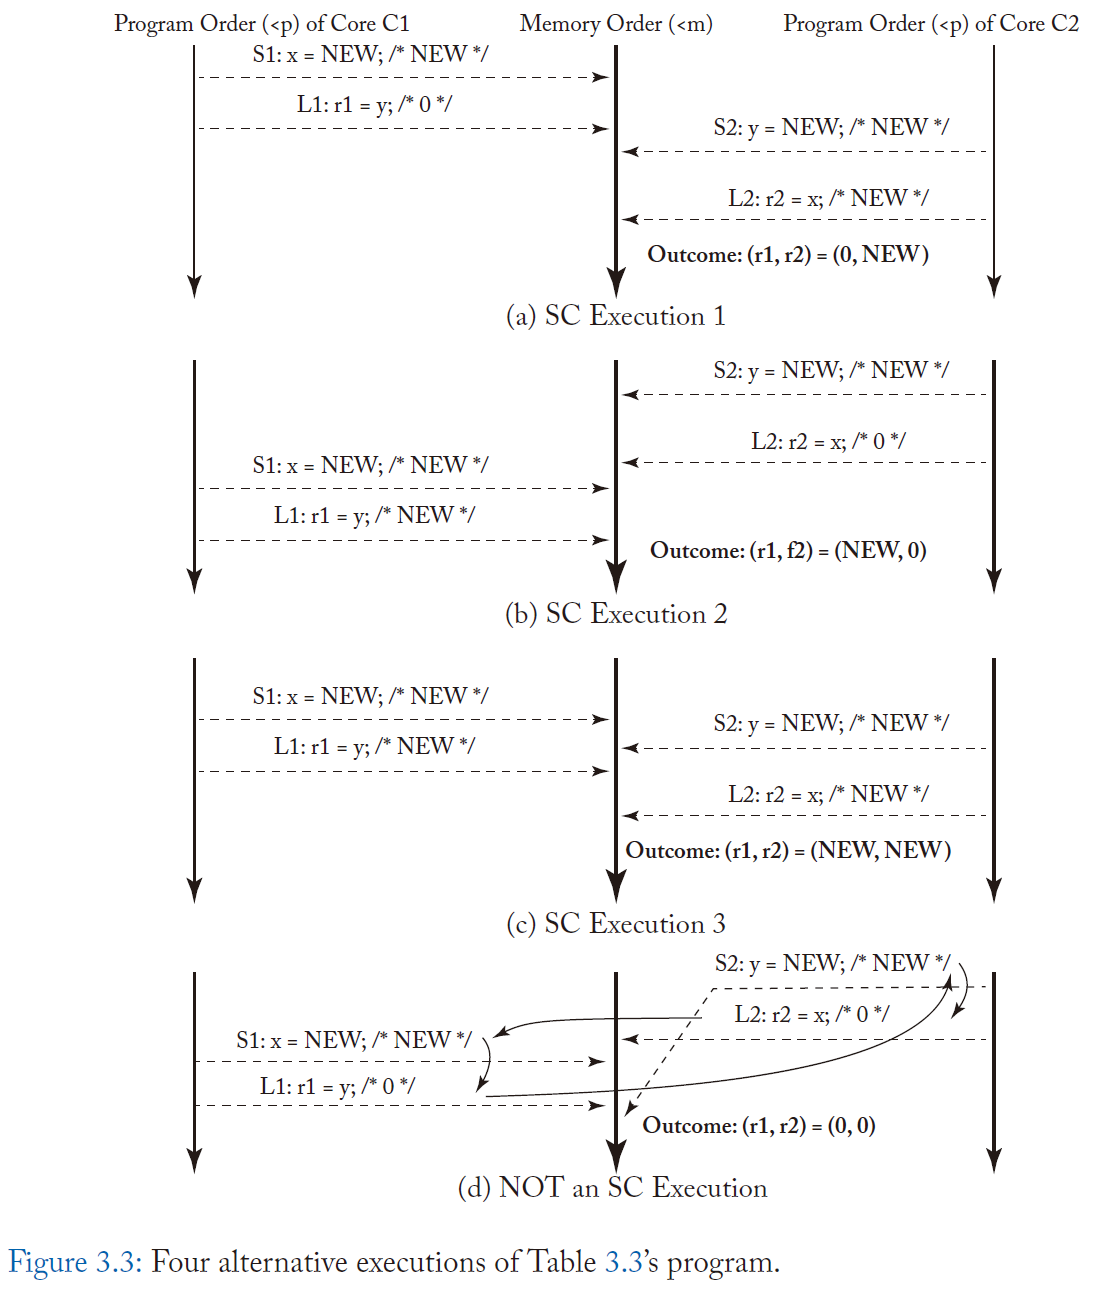 Program Order (<p) of Core C1
Memory Order (<m)
Program Order (<p) of Core C2
S1: x = NEW; /* NEW */
L1: r1 = y; /* 0 */
S2: y = NEW; /* NEW */
L2: r2 = x; /* NEW */
Outcome: (r1, r2) = (0, NEW)
(a) SC Execution 1
S2: y = NEW; /* NEW */
L2: r2 = x; /* 0 */
S1: x = NEW; /* NEW */
L1: r1 = y; /* NEW */
Outcome: (r1, f2) = (NEW, 0)
(b) SC Execution 2
S1: x = NEW; /* NEW */
L1: r1 = y; /* NEW */
S2: y = NEW; /* NEW */
L2: r2 = x; /* NEW */
Outcome: (r1, r2) = (NEW, NEW)
(c) SC Execution 3
S2: y = NEW; /* NEW */
L2: r2 = x; /* 0 */
S1: x = NEW; /* NEW */
L1: r1 = y; /* 0 */
Outcome: (r1, r2) = (0, 0)
(d) NOT an SC Execution
Figure 3.3: Four alternative executions of Table 3.3's program.